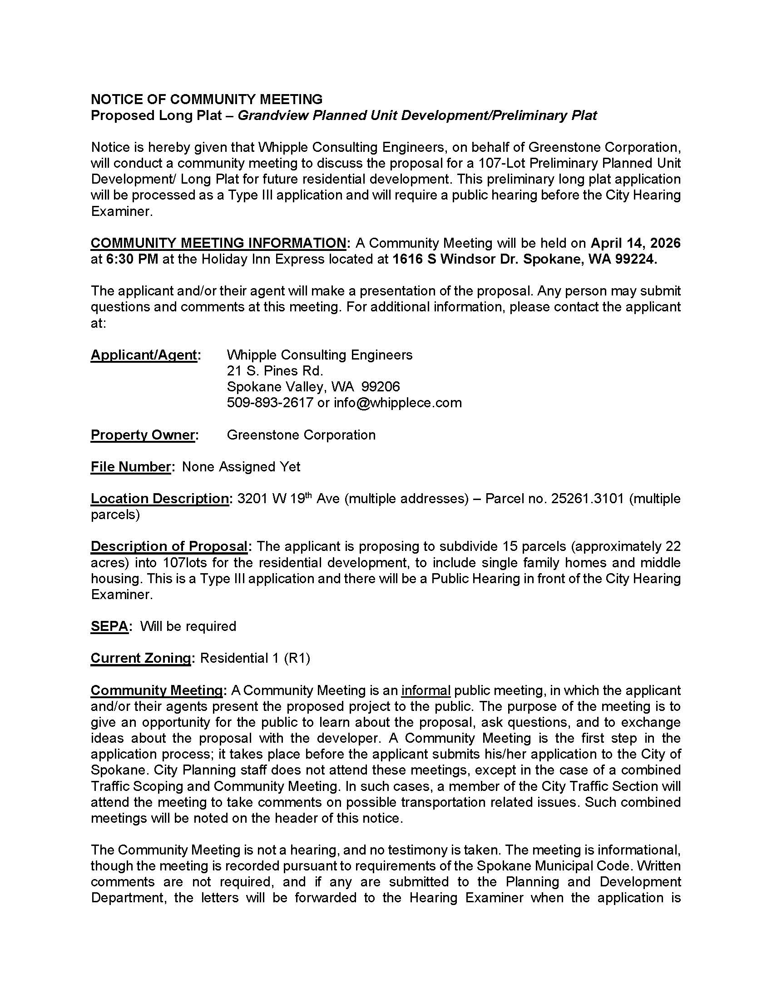 NOTICE OF COMMUNITY MEETING
Proposed Long Plat – Grandview Planned Unit Development/Preliminary Plat
Notice is hereby given that Whipple Consulting Engineers, on behalf of Greenstone Corporation,
will conduct a community meeting to discuss the proposal for a 107-Lot Preliminary Planned Unit
Development/ Long Plat for future residential development. This preliminary long plat application
will be processed as a Type III application and will require a public hearing before the City Hearing
Examiner.
COMMUNITY MEETING INFORMATION: A Community Meeting will be held on April 14, 2026
at 6:30 PM at the Holiday Inn Express located at 1616 S Windsor Dr. Spokane, WA 99224.
The applicant and/or their agent will make a presentation of the proposal. Any person may submit
questions and comments at this meeting. For additional information, please contact the applicant
at:
Applicant/Agent: Whipple Consulting Engineers
21 S. Pines Rd.
Spokane Valley, WA 99206
509-893-2617 or info@whipplece.com
Property Owner: Greenstone Corporation
File Number: None Assigned Yet
Location Description: 3201 W 19th Ave (multiple addresses) – Parcel no. 25261.3101 (multiple
parcels)
Description of Proposal: The applicant is proposing to subdivide 15 parcels (approximately 22
acres) into 107lots for the residential development, to include single family homes and middle
housing. This is a Type III application and there will be a Public Hearing in front of the City Hearing
Examiner.
SEPA: Will be required
Current Zoning: Residential 1 (R1)
Community Meeting: A Community Meeting is an informal public meeting, in which the applicant
and/or their agents present the proposed project to the public. The purpose of the meeting is to
give an opportunity for the public to learn about the proposal, ask questions, and to exchange
ideas about the proposal with the developer. A Community Meeting is the first step in the
application process; it takes place before the applicant submits his/her application to the City of
Spokane. City Planning staff does not attend these meetings, except in the case of a combined
Traffic Scoping and Community Meeting. In such cases, a member of the City Traffic Section will
attend the meeting to take comments on possible transportation related issues. Such combined
meetings will be noted on the header of this notice.
The Community Meeting is not a hearing, and no testimony is taken. The meeting is informational,
though the meeting is recorded pursuant to requirements of the Spokane Municipal Code. Written
comments are not required, and if any are submitted to the Planning and Development
Department, the letters will be forwarded to the Hearing Examiner when the application is